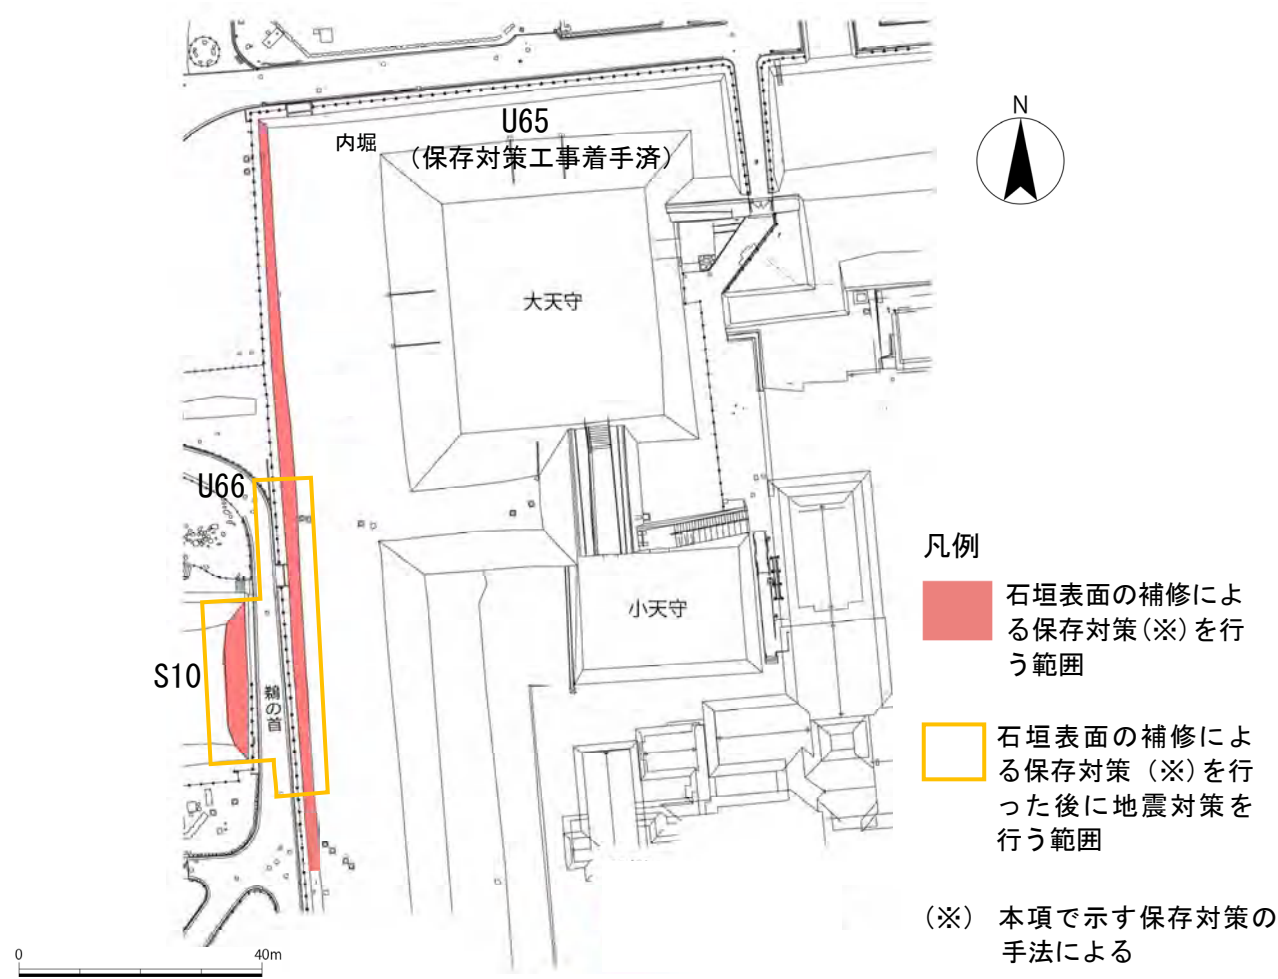 N
U65
内堀
(保存対策工事着手済)
大天守
U66
小天守
S10
鵜の首
凡例
石垣表面の補修によ
る保存対策(※)を行
う範囲
石垣表面の補修によ
る保存対策（※)を行
った後に地震対策を
行う範囲
(※) 本項で示す保存対策の
手法による
0 40m